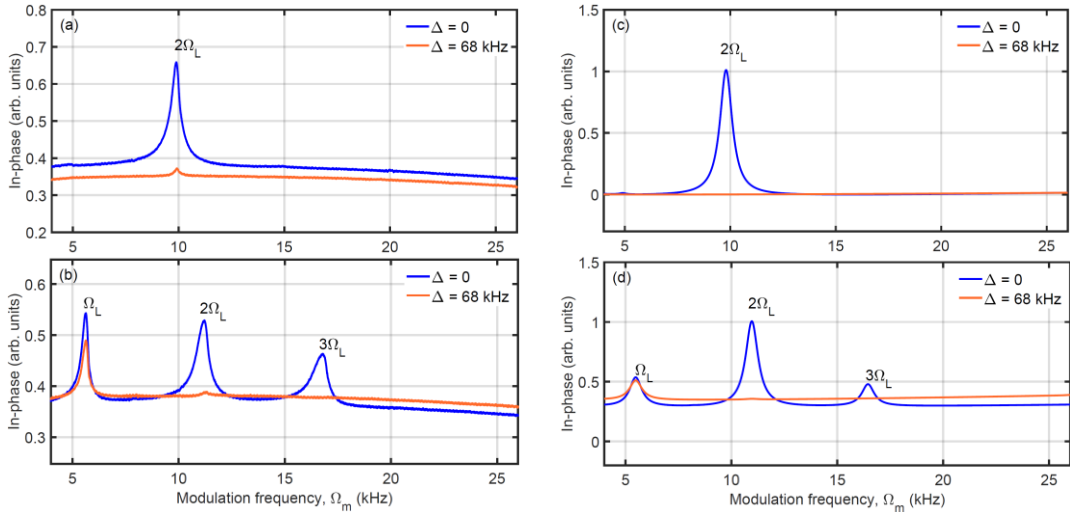 (a)
2Ω_L
Δ = 0
Δ = 68 kHz
In-phase (arb. units)
0.8
0.7
0.6
0.5
0.4
0.3
0.2
5 10 15 20 25
(b)
Ω_L
2Ω_L
3Ω_L
Δ = 0
Δ = 68 kHz
In-phase (arb. units)
0.6
0.5
0.4
0.3
5 10 15 20 25
Modulation frequency, Ω_m (kHz)
(c)
2Ω_L
Δ = 0
Δ = 68 kHz
In-phase (arb. units)
1.5
1
0.5
0
5 10 15 20 25
(d)
Ω_L
2Ω_L
3Ω_L
Δ = 0
Δ = 68 kHz
In-phase (arb. units)
1.5
1
0.5
0
5 10 15 20 25
Modulation frequency, Ω_m (kHz)